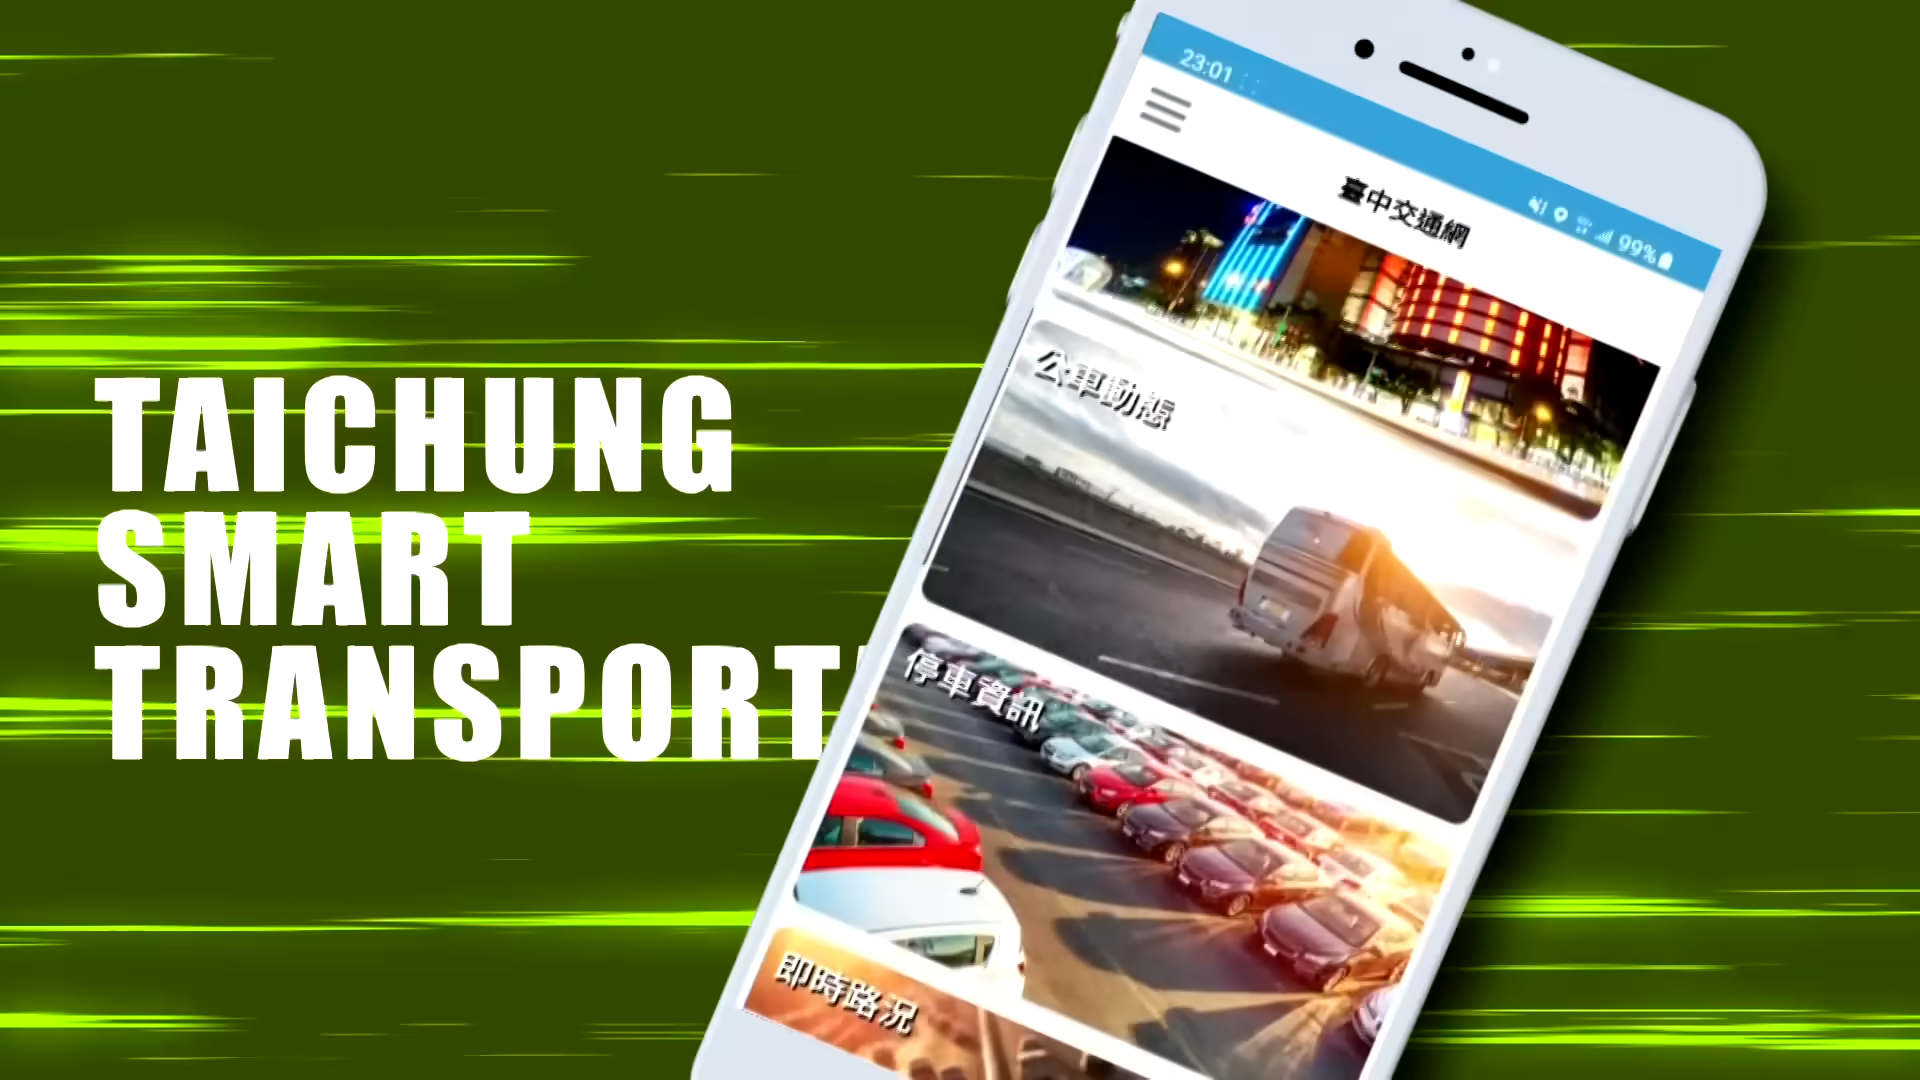 TAICHUNG
SMART
TRANSPORT
23:01
99%
臺中交通網
公車動態
停車資訊
即時路況